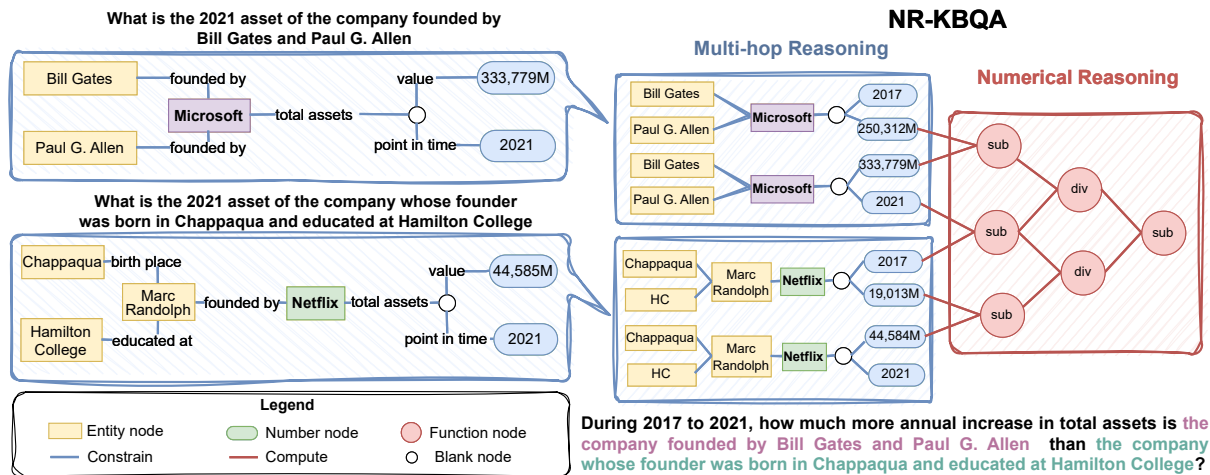 What is the 2021 asset of the company founded by
Bill Gates and Paul G. Allen
Bill Gates
founded by
Microsoft
total assets
value
333,779M
Paul G. Allen
founded by
point in time
2021
What is the 2021 asset of the company whose founder
was born in Chappaqua and educated at Hamilton College
Chappaqua
birth place
Marc
Randolph
founded by
Netflix
total assets
value
44,585M
Hamilton
College
educated at
point in time
2021
Legend
Entity node
Number node
Function node
Constrain
Compute
Blank node
NR-KBQA
Multi-hop Reasoning
Numerical Reasoning
Bill Gates
Paul G. Allen
Microsoft
2017
250,312M
Bill Gates
Paul G. Allen
Microsoft
333,779M
2021
Chappaqua
HC
Marc
Randolph
Netflix
2017
19,013M
Chappaqua
HC
Marc
Randolph
Netflix
44,584M
2021
sub
sub
sub
div
div
sub
During 2017 to 2021, how much more annual increase in total assets is the
company founded by Bill Gates and Paul G. Allen than the company
whose founder was born in Chappaqua and educated at Hamilton College?